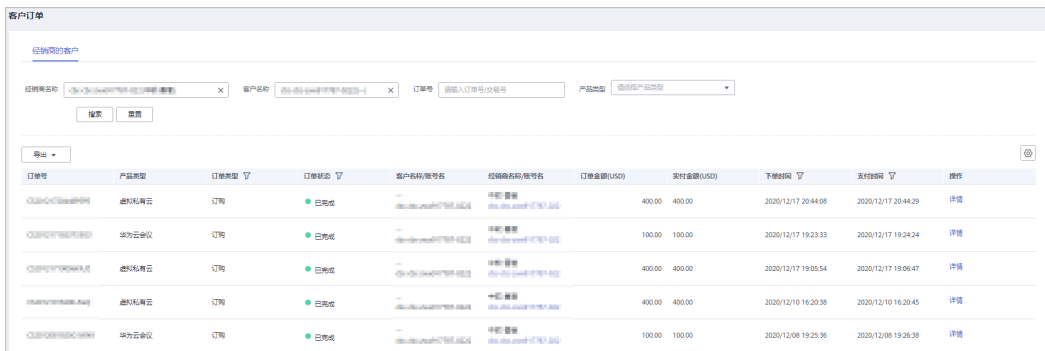 客户订单
经销商的客户
经销商名称 × 客户名称 × 订单号 请输入订单号/交易号 产品类型 请选择产品类型
搜索 重置
导出
订单号 产品类型 订单类型 订单状态 客户名称/账号名 经销商名称/账号名 订单金额(USD) 实付金额(USD) 下单时间 支付时间 操作
虚拟私有云 订购 已完成 -- 400.00 400.00 2020/12/17 20:44:08 2020/12/17 20:44:29 详情
华为云会议 订购 已完成 -- 100.00 100.00 2020/12/17 19:23:33 2020/12/17 19:24:24 详情
虚拟私有云 订购 已完成 -- 400.00 400.00 2020/12/17 19:05:54 2020/12/17 19:06:47 详情
虚拟私有云 订购 已完成 -- 400.00 400.00 2020/12/10 16:20:38 2020/12/10 16:20:45 详情
华为云会议 订购 已完成 -- 100.00 100.00 2020/12/08 19:25:36 2020/12/08 19:26:38 详情